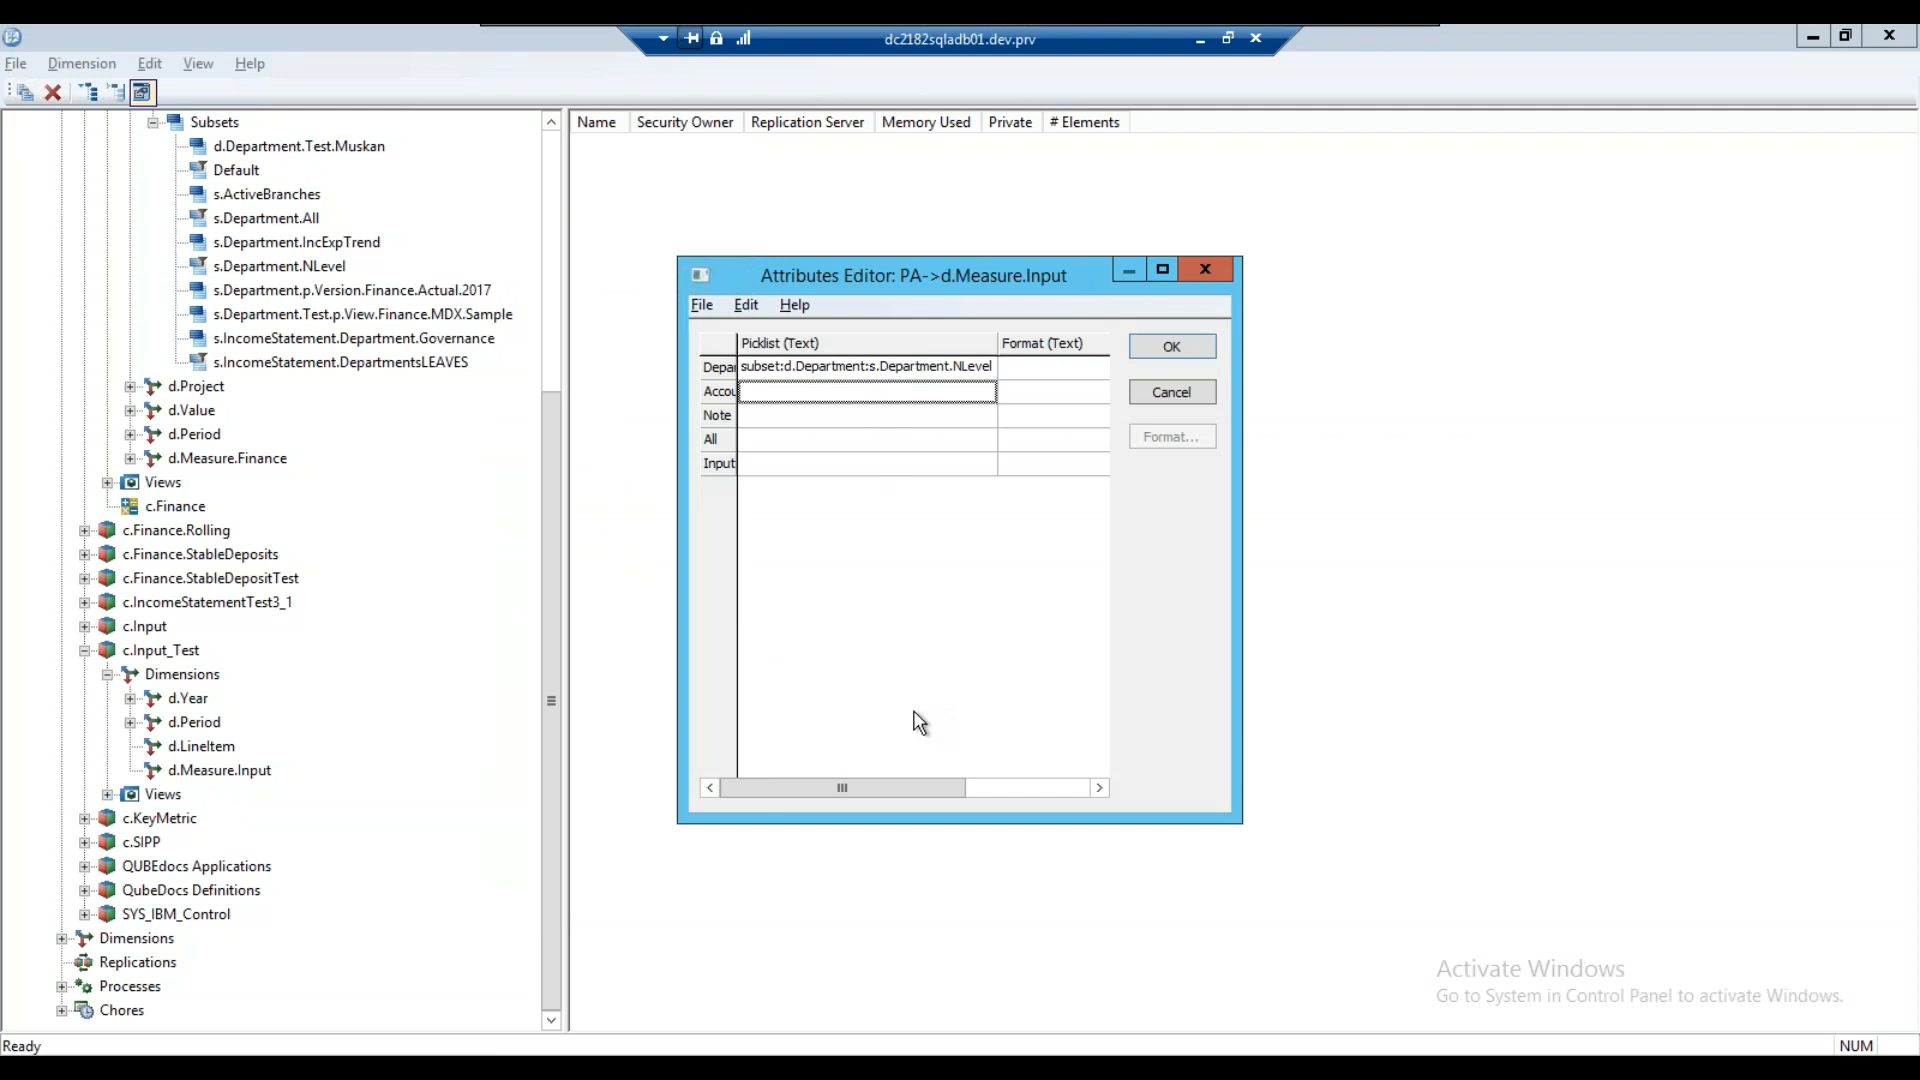 dc2182sqladb01.dev.prv
File Dimension Edit View Help
Subsets
d.Department.Test.Muskan
Default
s.ActiveBranches
s.Department.All
s.Department.IncExpTrend
s.Department.NLevel
s.Department.p.Version.Finance.Actual.2017
s.Department.Test.p.View.Finance.MDX.Sample
s.IncomeStatement.Department.Governance
s.IncomeStatement.DepartmentsLEAVES
d.Project
d.Value
d.Period
d.Measure.Finance
Views
c.Finance
c.Finance.Rolling
c.Finance.StableDeposits
c.Finance.StableDepositTest
c.IncomeStatementTest3_1
c.Input
c.Input_Test
Dimensions
d.Year
d.Period
d.LineItem
d.Measure.Input
Views
c.KeyMetric
c.SIPP
QUBEdocs Applications
QubeDocs Definitions
SYS_IBM_Control
Dimensions
Replications
Processes
Chores
Name Security Owner Replication Server Memory Used Private # Elements
Attributes Editor: PA->d.Measure.Input
File Edit Help
Picklist (Text) Format (Text)
Depar subset:d.Department:s.Department.NLevel
Accou
Note
All
Input
OK
Cancel
Format...
Activate Windows
Go to System in Control Panel to activate Windows.
Ready
NUM